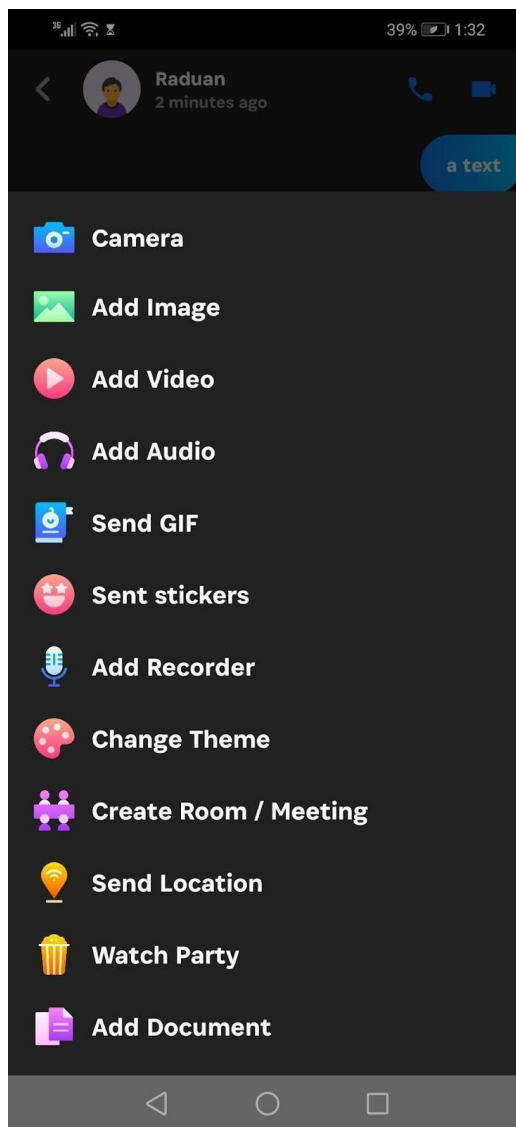 3G
39% 1:32
Raduan
2 minutes ago
a text
Camera
Add Image
Add Video
Add Audio
Send GIF
Sent stickers
Add Recorder
Change Theme
Create Room / Meeting
Send Location
Watch Party
Add Document